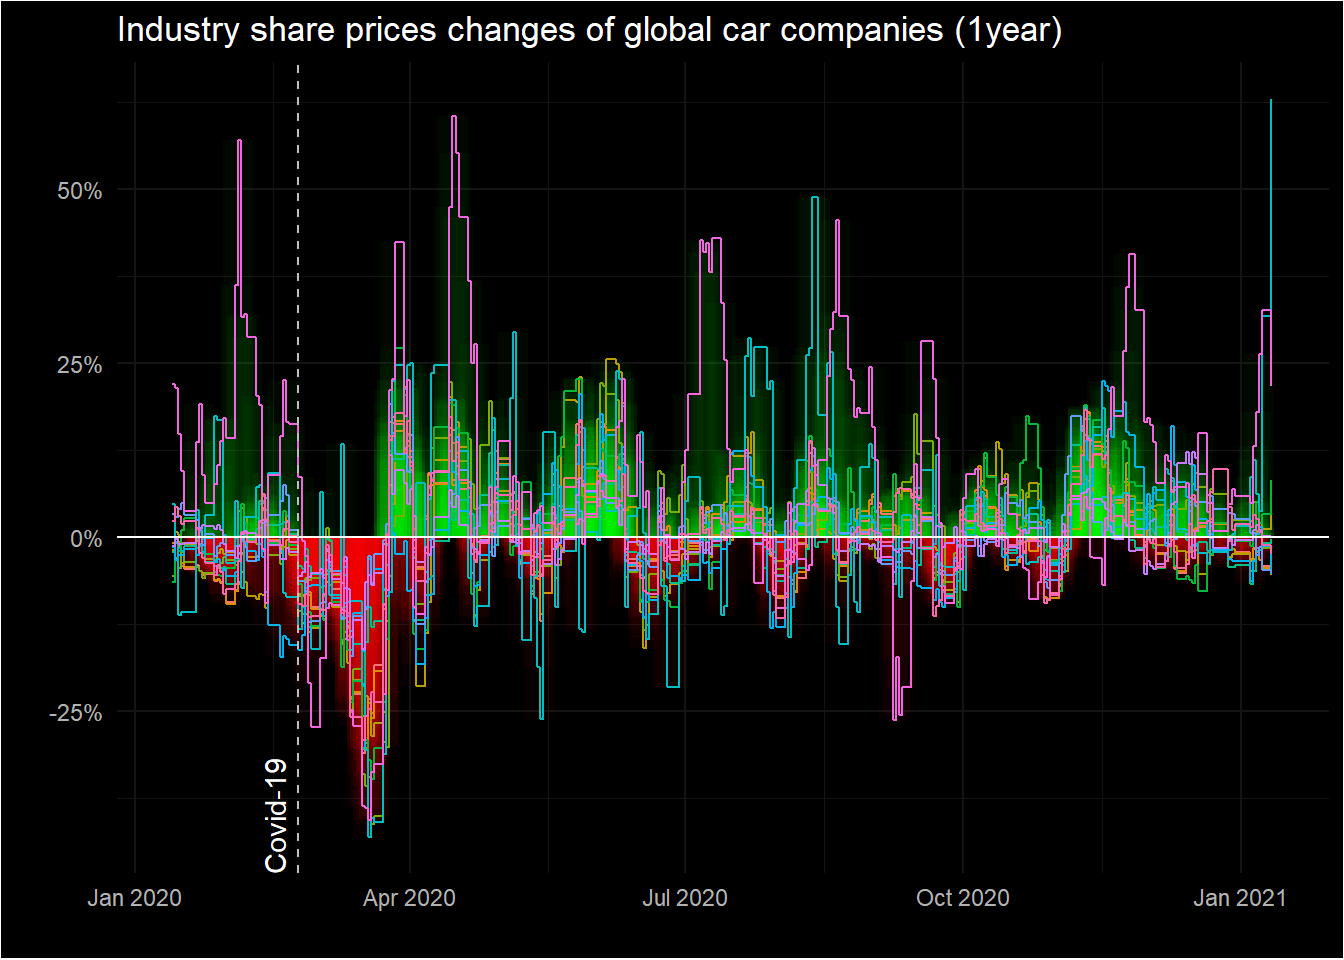 Industry share prices changes of global car companies (1year)
50%
25%
0%
-25%
Covid-19
Jan 2020 Apr 2020 Jul 2020 Oct 2020 Jan 2021